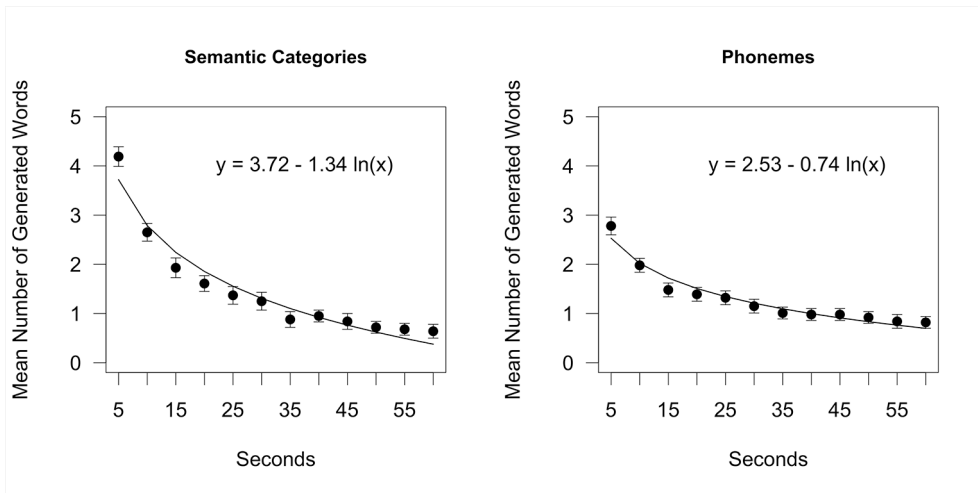 Semantic Categories
Mean Number of Generated Words
5
4
3
2
1
0
y = 3.72 - 1.34 ln(x)
5 15 25 35 45 55
Seconds
Phonemes
Mean Number of Generated Words
5
4
3
2
1
0
y = 2.53 - 0.74 ln(x)
5 15 25 35 45 55
Seconds